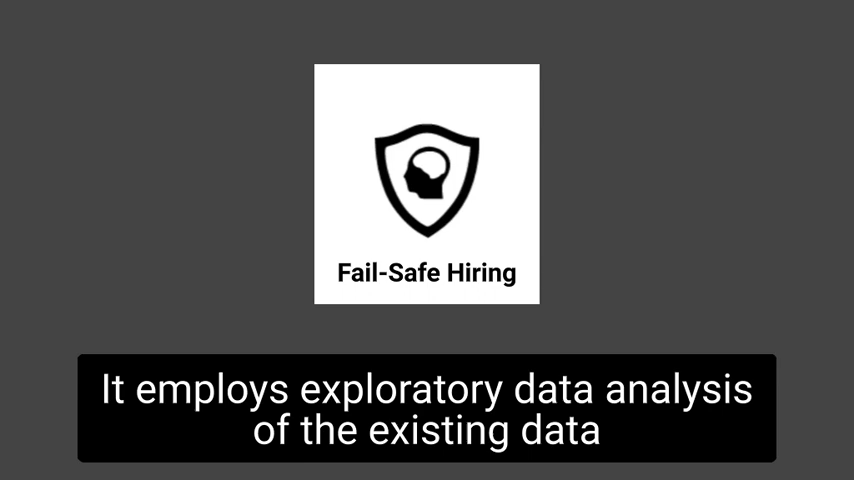 Fail-Safe Hiring
It employs exploratory data analysis
of the existing data